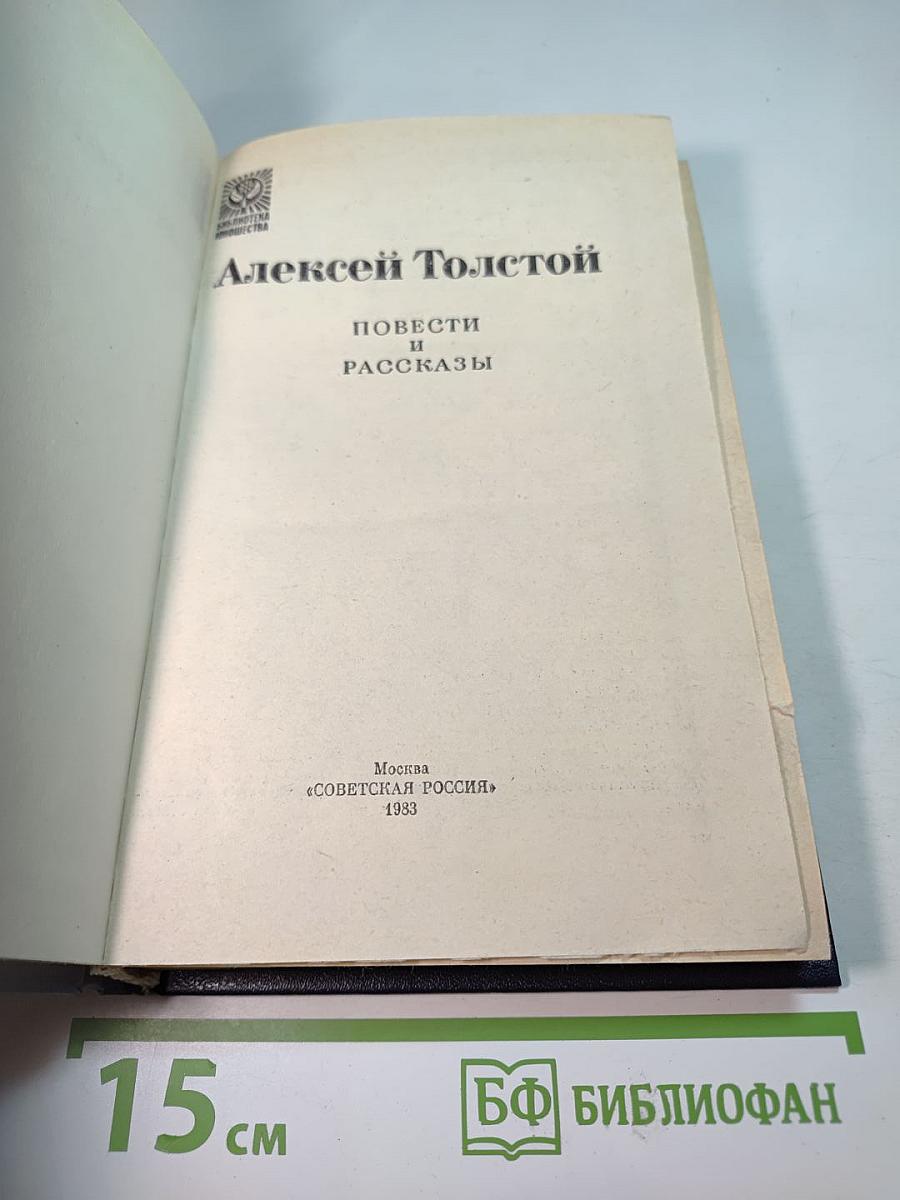 БИБЛИОТЕКА
ЮНОШЕСТВА
Алексей Толстой
ПОВЕСТИ
И
РАССКАЗЫ
Москва
«СОВЕТСКАЯ РОССИЯ»
1983
15 см
БФ БИБЛИОФАН